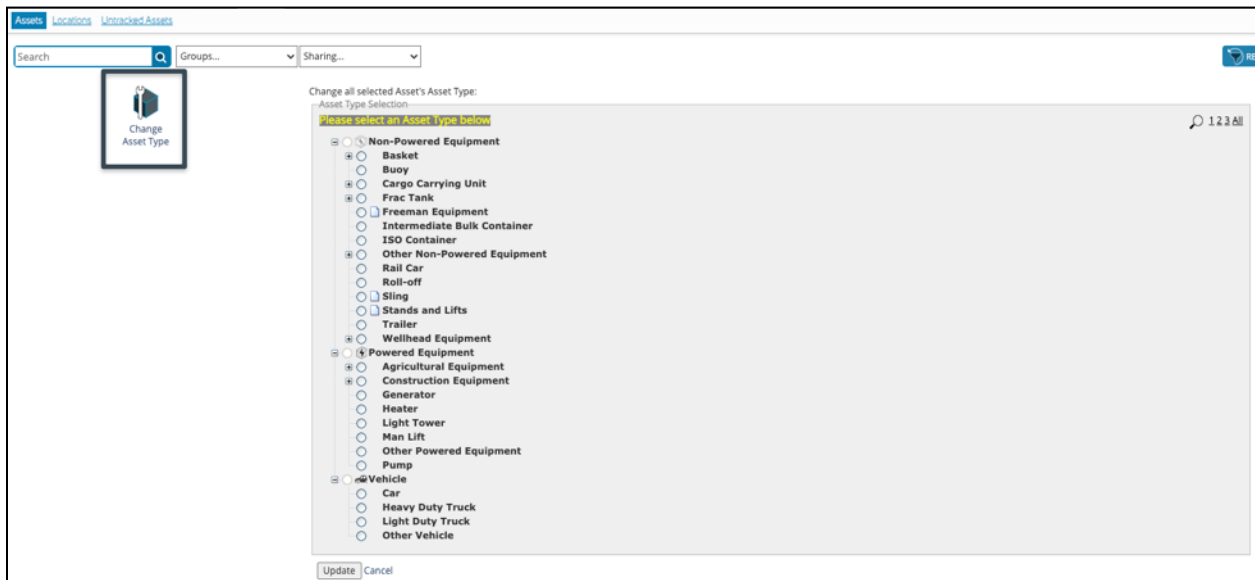 Assets Locations Untracked Assets
Search Groups... Sharing... RE
Change
Asset Type
Change all selected Asset's Asset Type:
Asset Type Selection
Please select an Asset Type below 1 2 3 All
Non-Powered Equipment
Basket
Buoy
Cargo Carrying Unit
Frac Tank
Freeman Equipment
Intermediate Bulk Container
ISO Container
Other Non-Powered Equipment
Rail Car
Roll-off
Sling
Stands and Lifts
Trailer
Wellhead Equipment
Powered Equipment
Agricultural Equipment
Construction Equipment
Generator
Heater
Light Tower
Man Lift
Other Powered Equipment
Pump
Vehicle
Car
Heavy Duty Truck
Light Duty Truck
Other Vehicle
Update Cancel